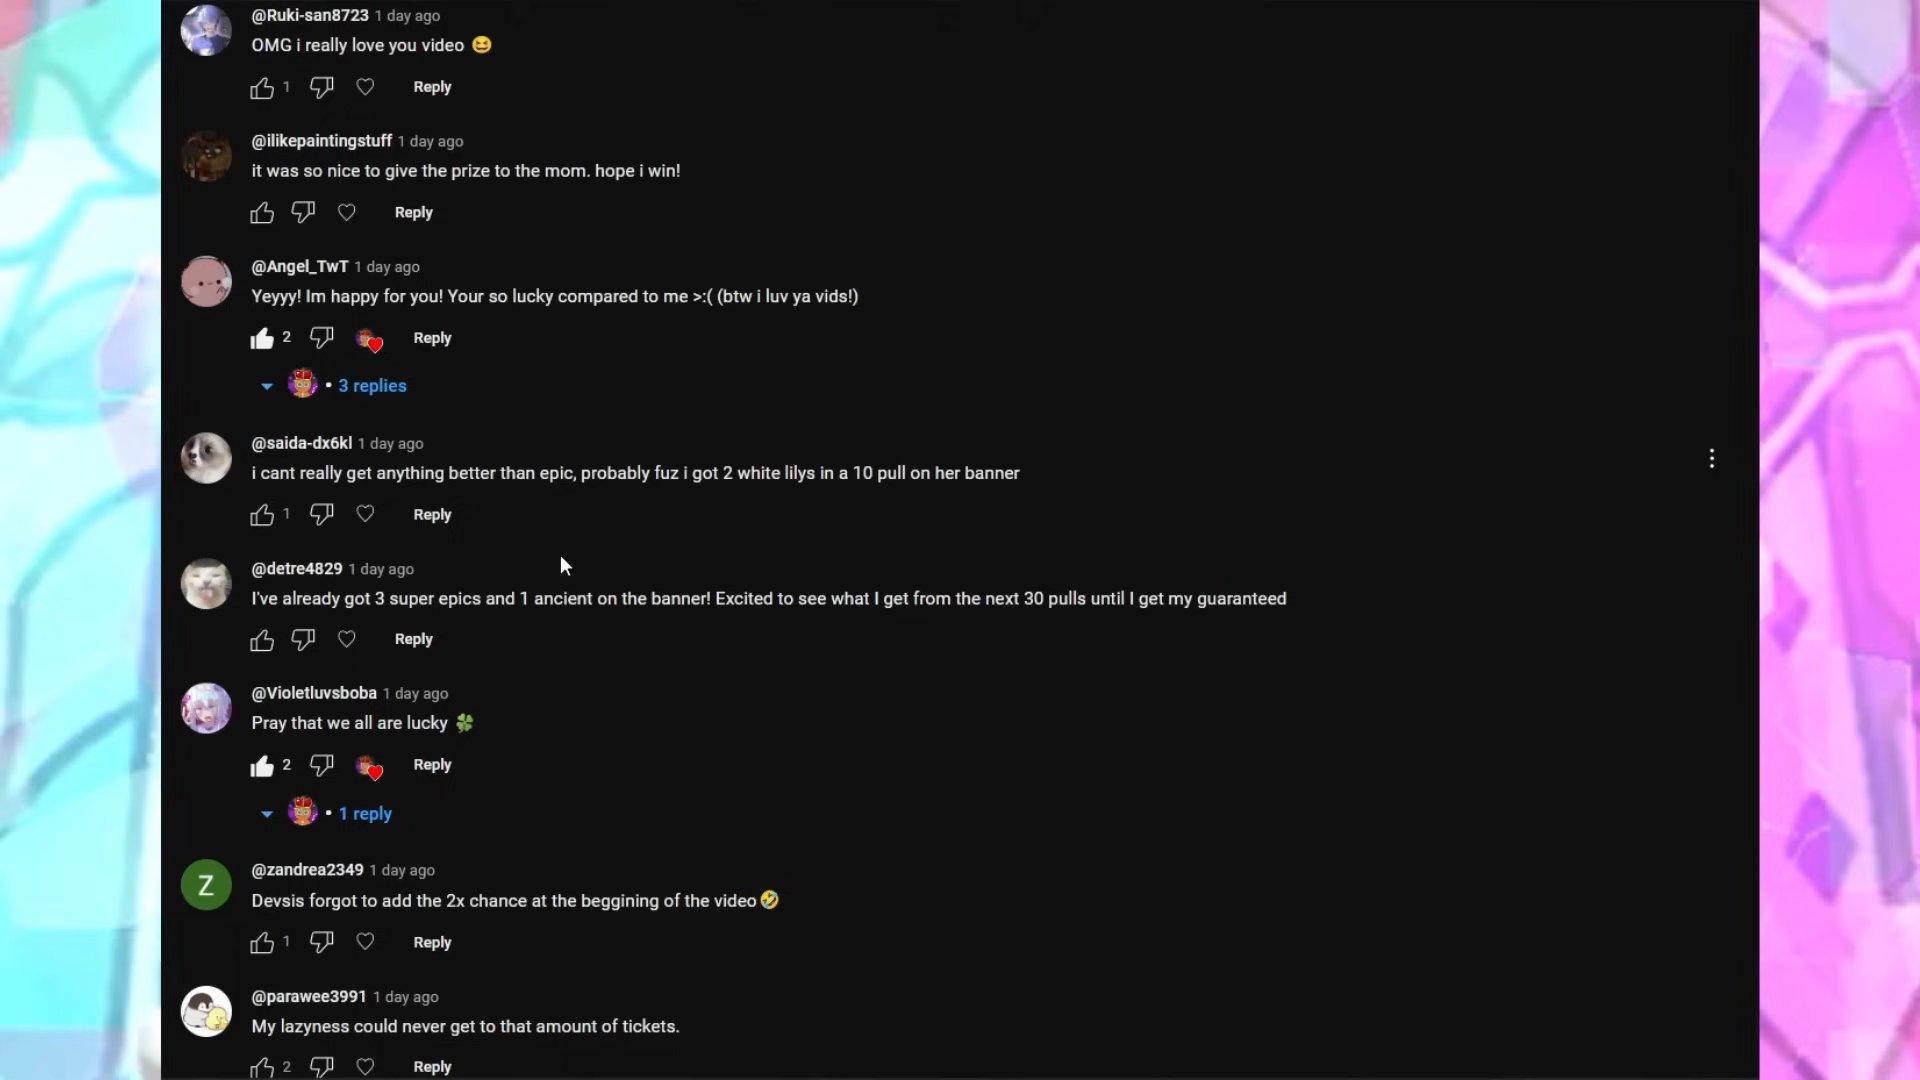 @Ruki-san8723 1 day ago
OMG i really love you video 😆
1 Reply
@ilikepaintingstuff 1 day ago
it was so nice to give the prize to the mom. hope i win!
Reply
@Angel_TwT 1 day ago
Yeyyy! Im happy for you! Your so lucky compared to me >:( (btw i luv ya vids!)
2 Reply
• 3 replies
@saida-dx6kl 1 day ago
i cant really get anything better than epic, probably fuz i got 2 white lilys in a 10 pull on her banner
1 Reply
@detre4829 1 day ago
I've already got 3 super epics and 1 ancient on the banner! Excited to see what I get from the next 30 pulls until I get my guaranteed
Reply
@Violetluvsboba 1 day ago
Pray that we all are lucky 🍀
2 Reply
• 1 reply
Z
@zandrea2349 1 day ago
Devsis forgot to add the 2x chance at the beggining of the video🤣
1 Reply
@parawee3991 1 day ago
My lazyness could never get to that amount of tickets.
2 Reply